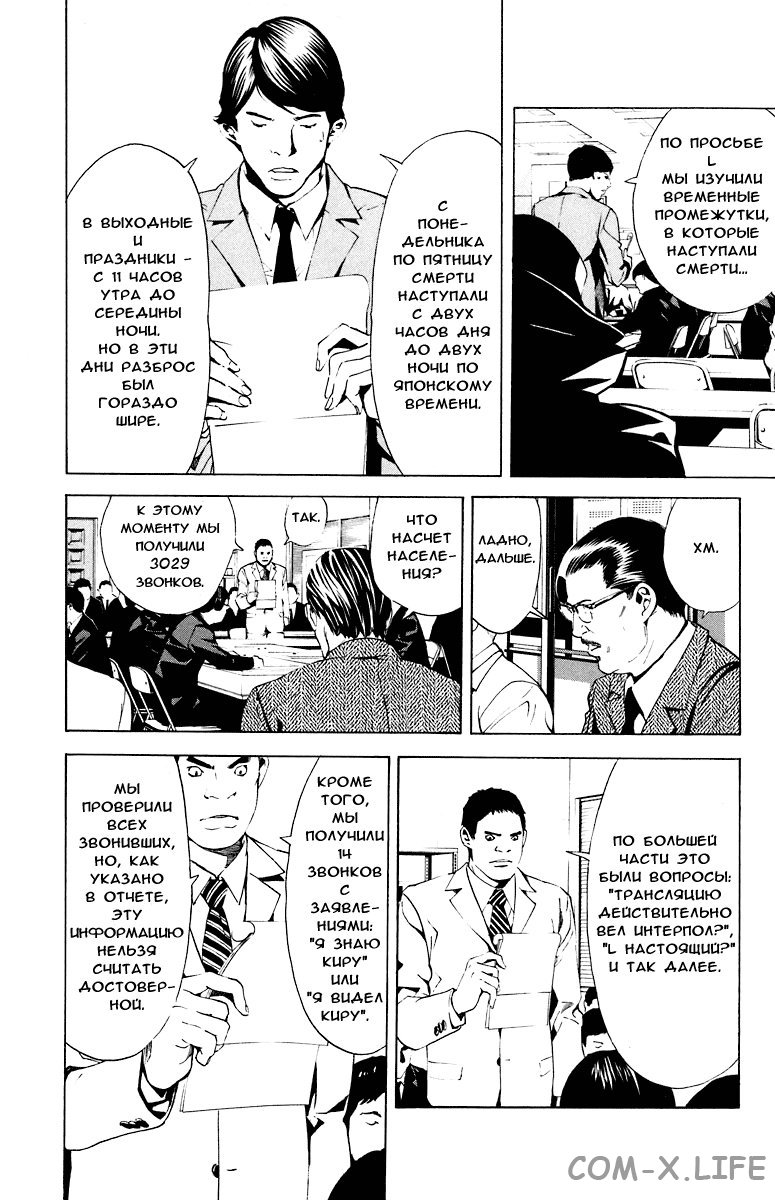 ПО ПРОСЬБЕ
L
МЫ ИЗУЧИЛИ
ВРЕМЕННЫЕ
ПРОМЕЖУТКИ,
В КОТОРЫЕ
НАСТУПАЛИ
СМЕРТИ...
С
ПОНЕ-
ДЕЛЬНИКА
ПО ПЯТНИЦУ
СМЕРТИ
НАСТУПАЛИ
С ДВУХ
ЧАСОВ ДНЯ
ДО ДВУХ
НОЧИ ПО
ЯПОНСКОМУ
ВРЕМЕНИ.
В ВЫХОДНЫЕ
И
ПРАЗДНИКИ -
С 11 ЧАСОВ
УТРА ДО
СЕРЕДИНЫ
НОЧИ.
НО В ЭТИ
ДНИ РАЗБРОС
БЫЛ
ГОРАЗДО
ШИРЕ.
ХМ.
ЛАДНО,
ДАЛЬШЕ.
ЧТО
НАСЧЕТ
НАСЕЛЕ-
НИЯ?
ТАК.
К ЭТОМУ
МОМЕНТУ МЫ
ПОЛУЧИЛИ
3029
ЗВОНКОВ.
ПО БОЛЬШЕЙ
ЧАСТИ ЭТО
БЫЛИ ВОПРОСЫ:
"ТРАНСЛЯЦИЮ
ДЕЙСТВИТЕЛЬНО
ВЕЛ ИНТЕРПОЛ?",
"L НАСТОЯЩИЙ?"
И ТАК ДАЛЕЕ.
КРОМЕ
ТОГО,
МЫ
ПОЛУЧИЛИ
14
ЗВОНКОВ
С
ЗАЯВЛЕ-
НИЯМИ:
"Я ЗНАЮ
КИРУ"
ИЛИ
"Я ВИДЕЛ
КИРУ".
МЫ
ПРОВЕРИЛИ
ВСЕХ
ЗВОНИВШИХ,
НО, КАК
УКАЗАНО
В ОТЧЕТЕ,
ЭТУ
ИНФОРМАЦИЮ
НЕЛЬЗЯ
СЧИТАТЬ
ДОСТОВЕР-
НОЙ.
COM-X.LIFE